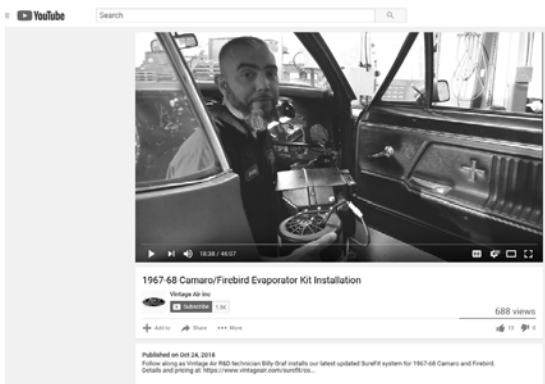 YouTube
Search
18:38 / 46:07
1967-68 Camaro/Firebird Evaporator Kit Installation
Vintage Air Inc
Subscribe
688 views
Add to Share More
13 0
Published on Oct 24, 2018
Follow along as Vintage Air R&D technician Billy Graf installs our latest updated SureFit system for 1967-68 Camaro and Firebird.
Details and pricing at: https://www.vintageair.com/surefit/co...